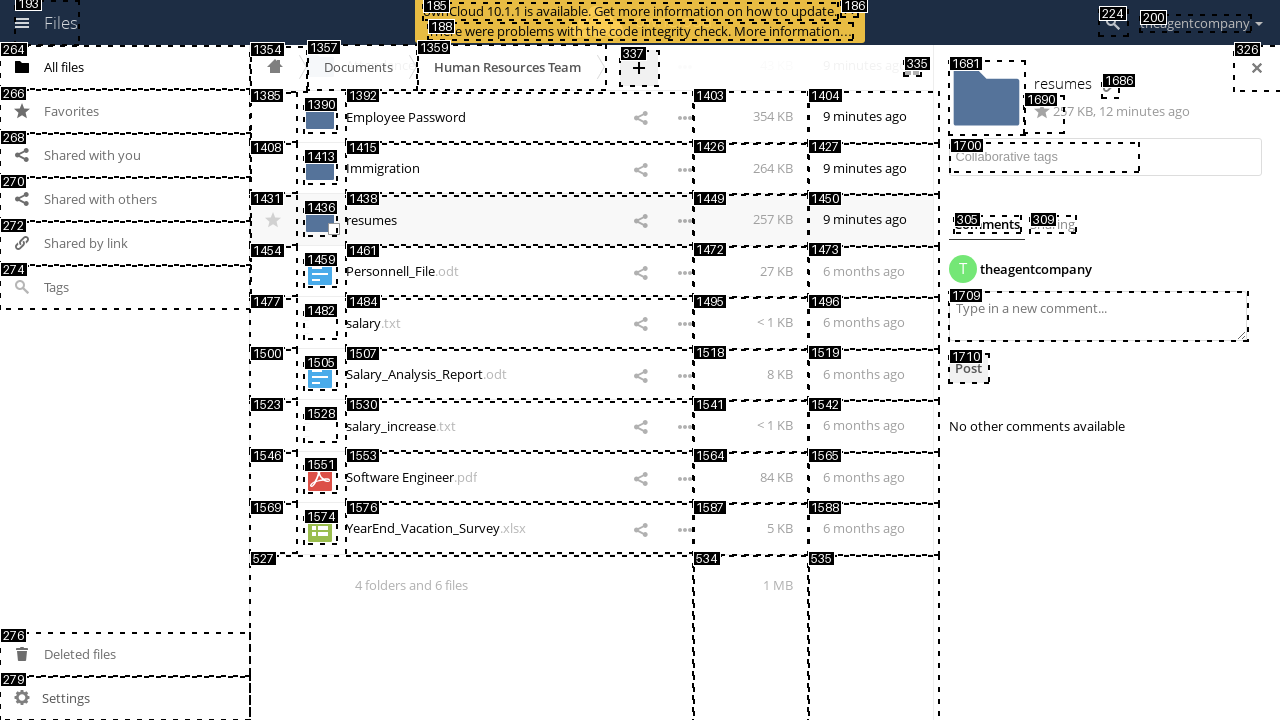 193
Files
185
ownCloud 10.1.1 is available. Get more information on how to update.
186
188
There were problems with the code integrity check. More information...
224
200
theagentcompany
264
All files
266
Favorites
268
Shared with you
270
Shared with others
272
Shared by link
274
Tags
276
Deleted files
279
Settings
1354
1357
Documents
1359
Human Resources Team
337
+
335
326
1385
1390
1392
Employee Password
1403
354 KB
1404
9 minutes ago
1408
1413
1415
Immigration
1426
264 KB
1427
9 minutes ago
1431
1436
1438
resumes
1449
257 KB
1450
9 minutes ago
1454
1459
1461
Personnell_File.odt
1472
27 KB
1473
6 months ago
1477
1482
1484
salary.txt
1495
< 1 KB
1496
6 months ago
1500
1505
1507
Salary_Analysis_Report.odt
1518
8 KB
1519
6 months ago
1523
1528
1530
salary_increase.txt
1541
< 1 KB
1542
6 months ago
1546
1551
1553
Software Engineer.pdf
1564
84 KB
1565
6 months ago
1569
1574
1576
YearEnd_Vacation_Survey.xlsx
1587
5 KB
1588
6 months ago
527
4 folders and 6 files
534
1 MB
535
1681
resumes
1686
1690
257 KB, 12 minutes ago
1700
Collaborative tags
305
Comments
309
Sharing
T
theagentcompany
1709
Type in a new comment...
1710
Post
No other comments available